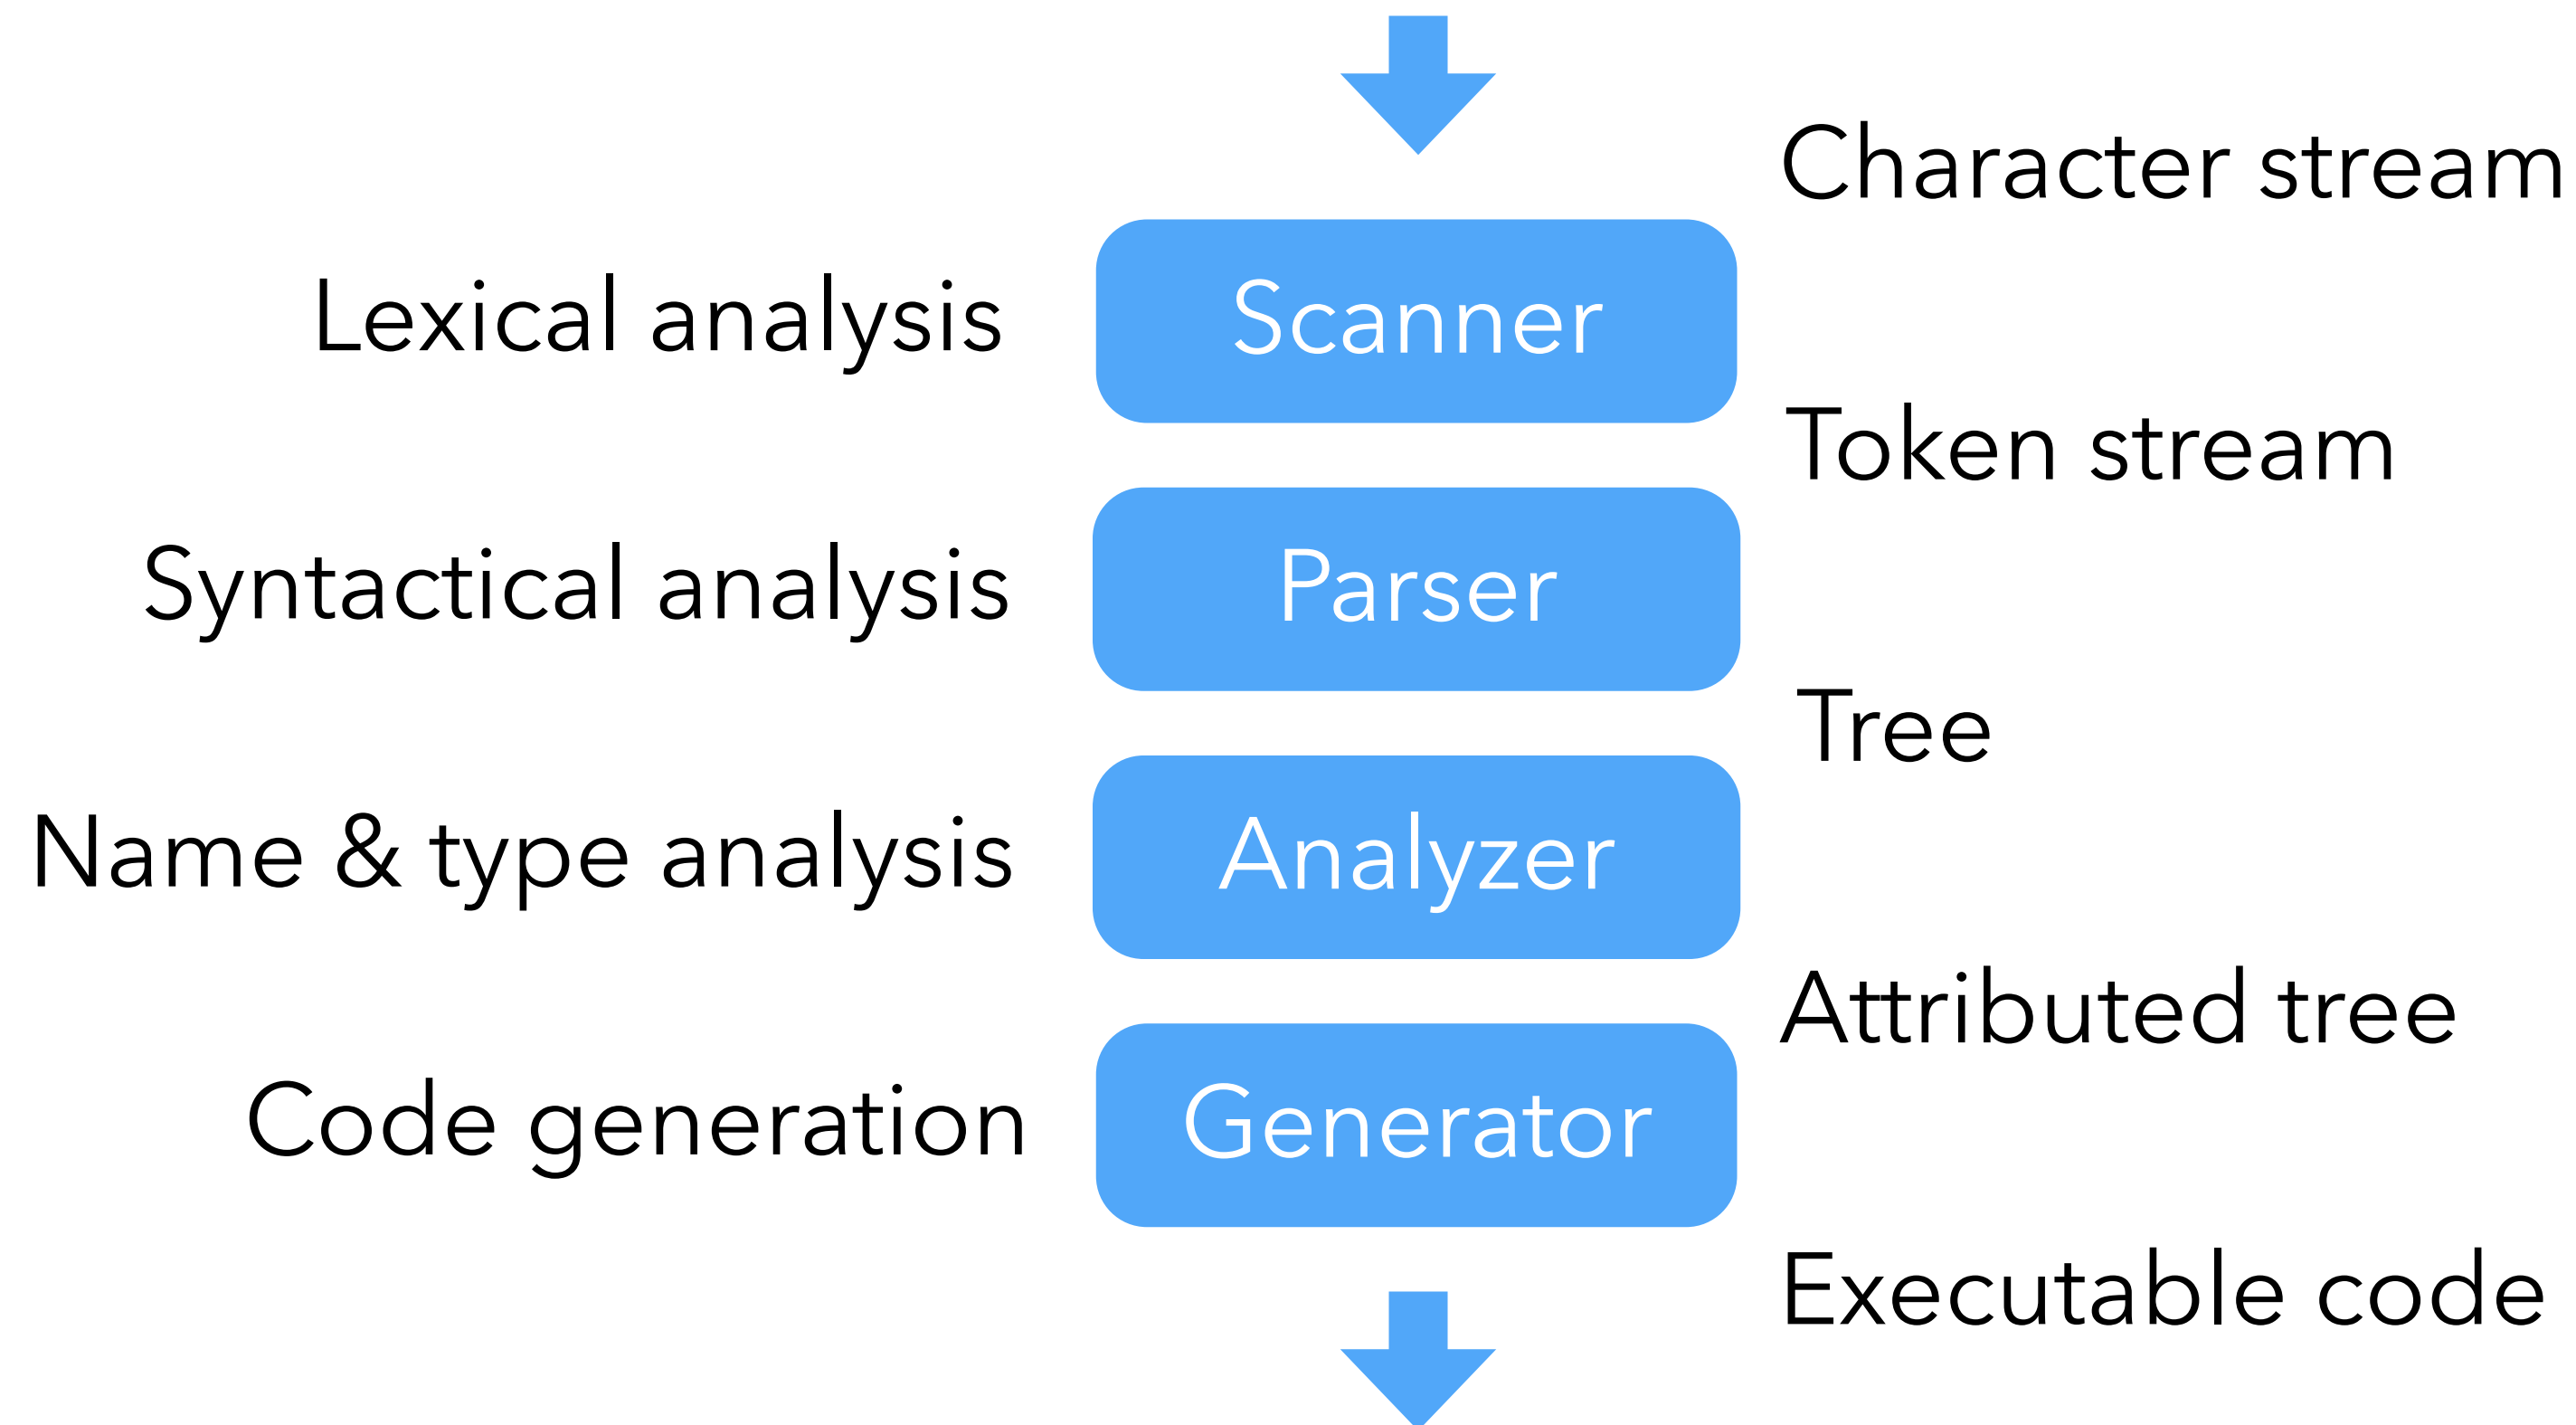 Character stream
Lexical analysis
Scanner
Token stream
Syntactical analysis
Parser
Tree
Name & type analysis
Analyzer
Attributed tree
Code generation
Generator
Executable code